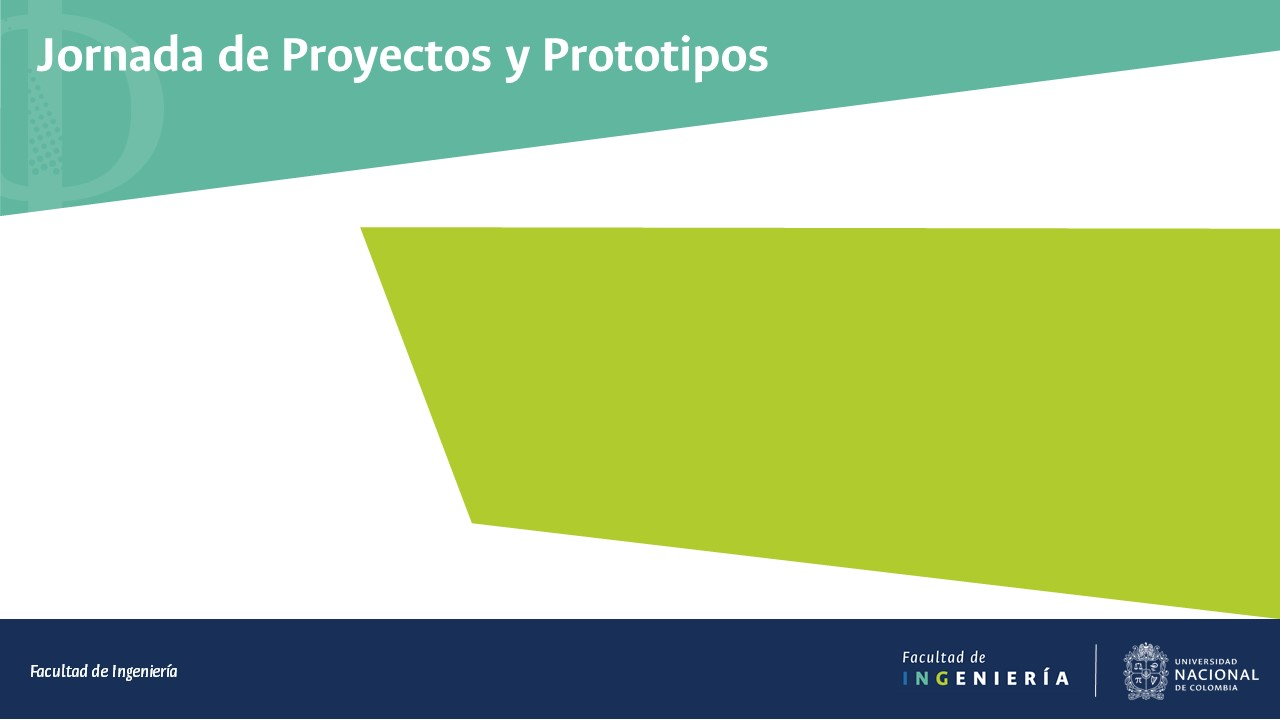 Jornada de Proyectos y Prototipos
Facultad de Ingeniería
Facultad de
INGENIERÍA
UNIVERSIDAD
NACIONAL
DE COLOMBIA